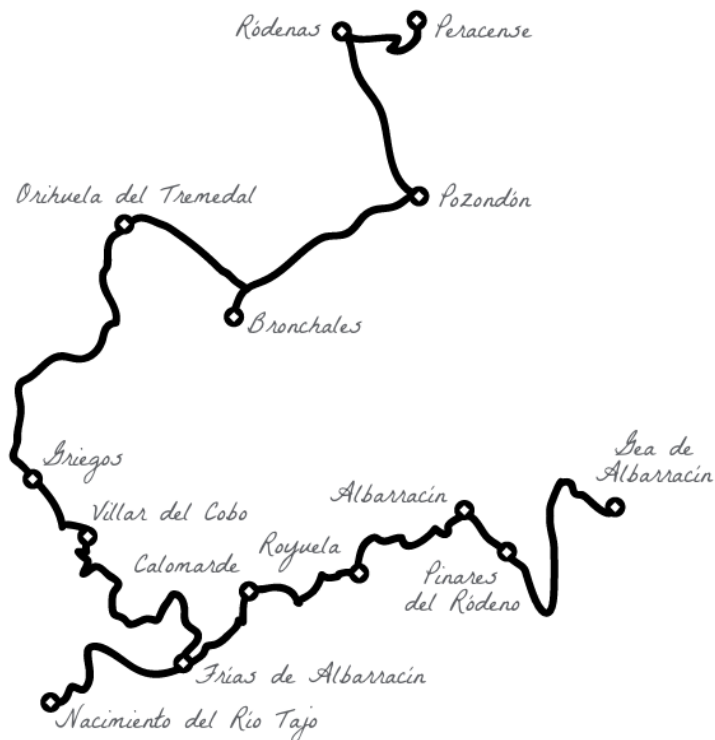 Ródenas
Peracense
Orihuela del Tremedal
Pozondón
Bronchales
Griegos
Gea de
Albarracín
Albarracín
Villar del Cobo
Calomarde
Royuela
Pinares
del Ródeno
Frías de Albarracín
Nacimiento del Río Tajo